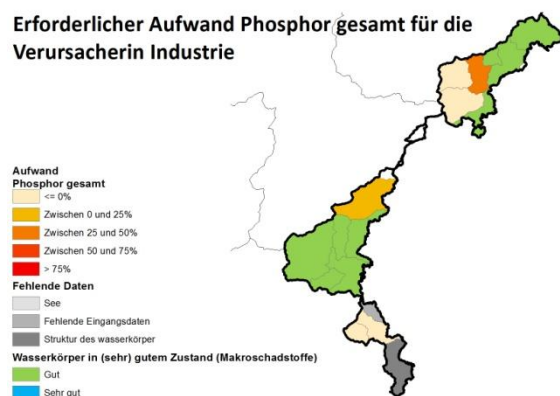 Erforderlicher Aufwand Phosphor gesamt für die
Verursacherin Industrie
Aufwand
Phosphor gesamt
<= 0%
Zwischen 0 und 25%
Zwischen 25 und 50%
Zwischen 50 und 75%
> 75%
Fehlende Daten
See
Fehlende Eingangsdaten
Struktur des wasserkörper
Wasserkörper in (sehr) gutem Zustand (Makroschadstoffe)
Gut
Sehr gut